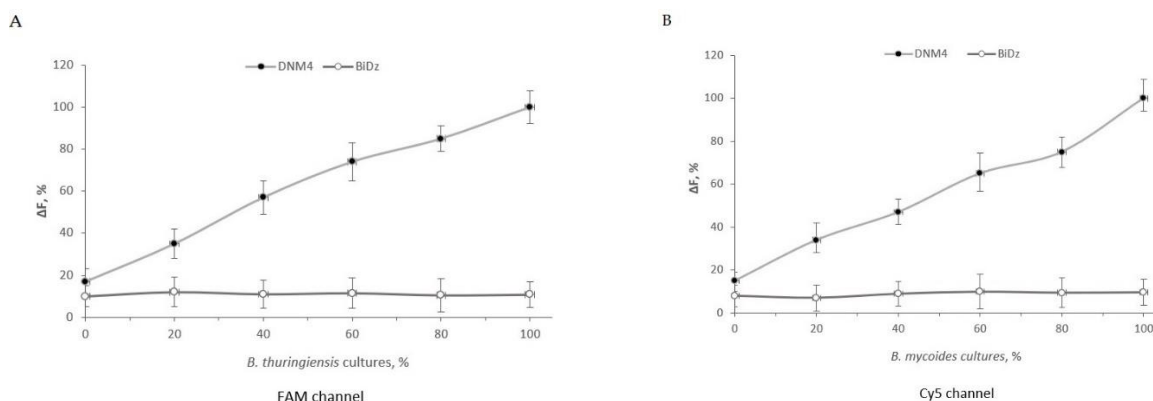 A
DNM4 BiDz
120
100
80
60
40
20
0
ΔF, %
0 20 40 60 80 100
B. thuringiensis cultures, %
FAM channel
B
DNM4 BiDz
120
100
80
60
40
20
0
ΔF, %
0 20 40 60 80 100
B. mycoides cultures, %
Cy5 channel